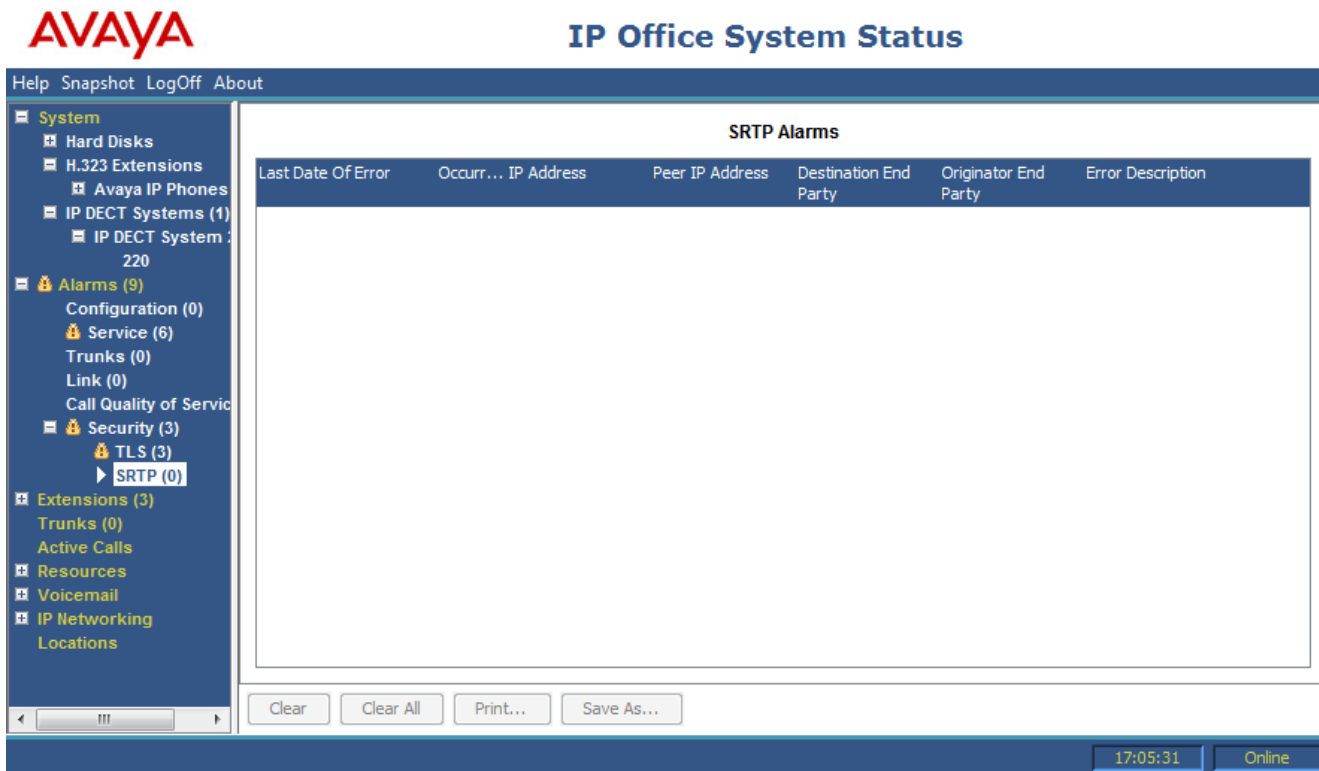 AVAYA
IP Office System Status
Help Snapshot LogOff About
System
Hard Disks
H.323 Extensions
Avaya IP Phones
IP DECT Systems (1)
IP DECT System
220
Alarms (9)
Configuration (0)
Service (6)
Trunks (0)
Link (0)
Call Quality of Servic
Security (3)
TLS (3)
SRTP (0)
Extensions (3)
Trunks (0)
Active Calls
Resources
Voicemail
IP Networking
Locations
SRTP Alarms
Last Date Of Error
Occurr...
IP Address
Peer IP Address
Destination End
Party
Originator End
Party
Error Description
Clear
Clear All
Print...
Save As...
17:05:31
Online